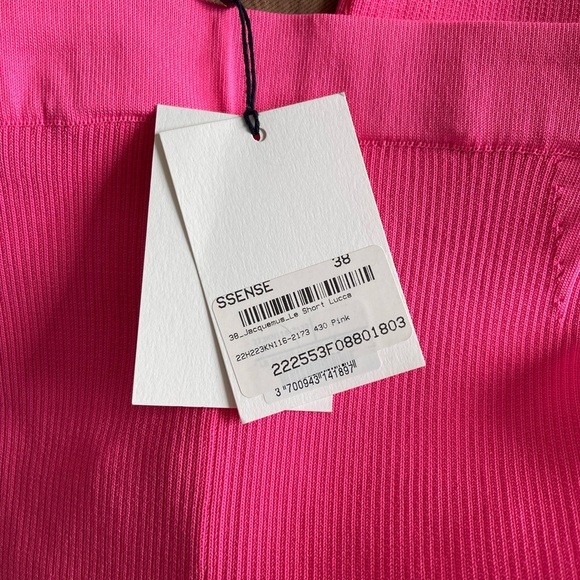 SSENSE 38
38_Jacquemus_Le Short Lucca
22H223KN116-2173 430 Pink
222553F08801803
3 "700943"141897"